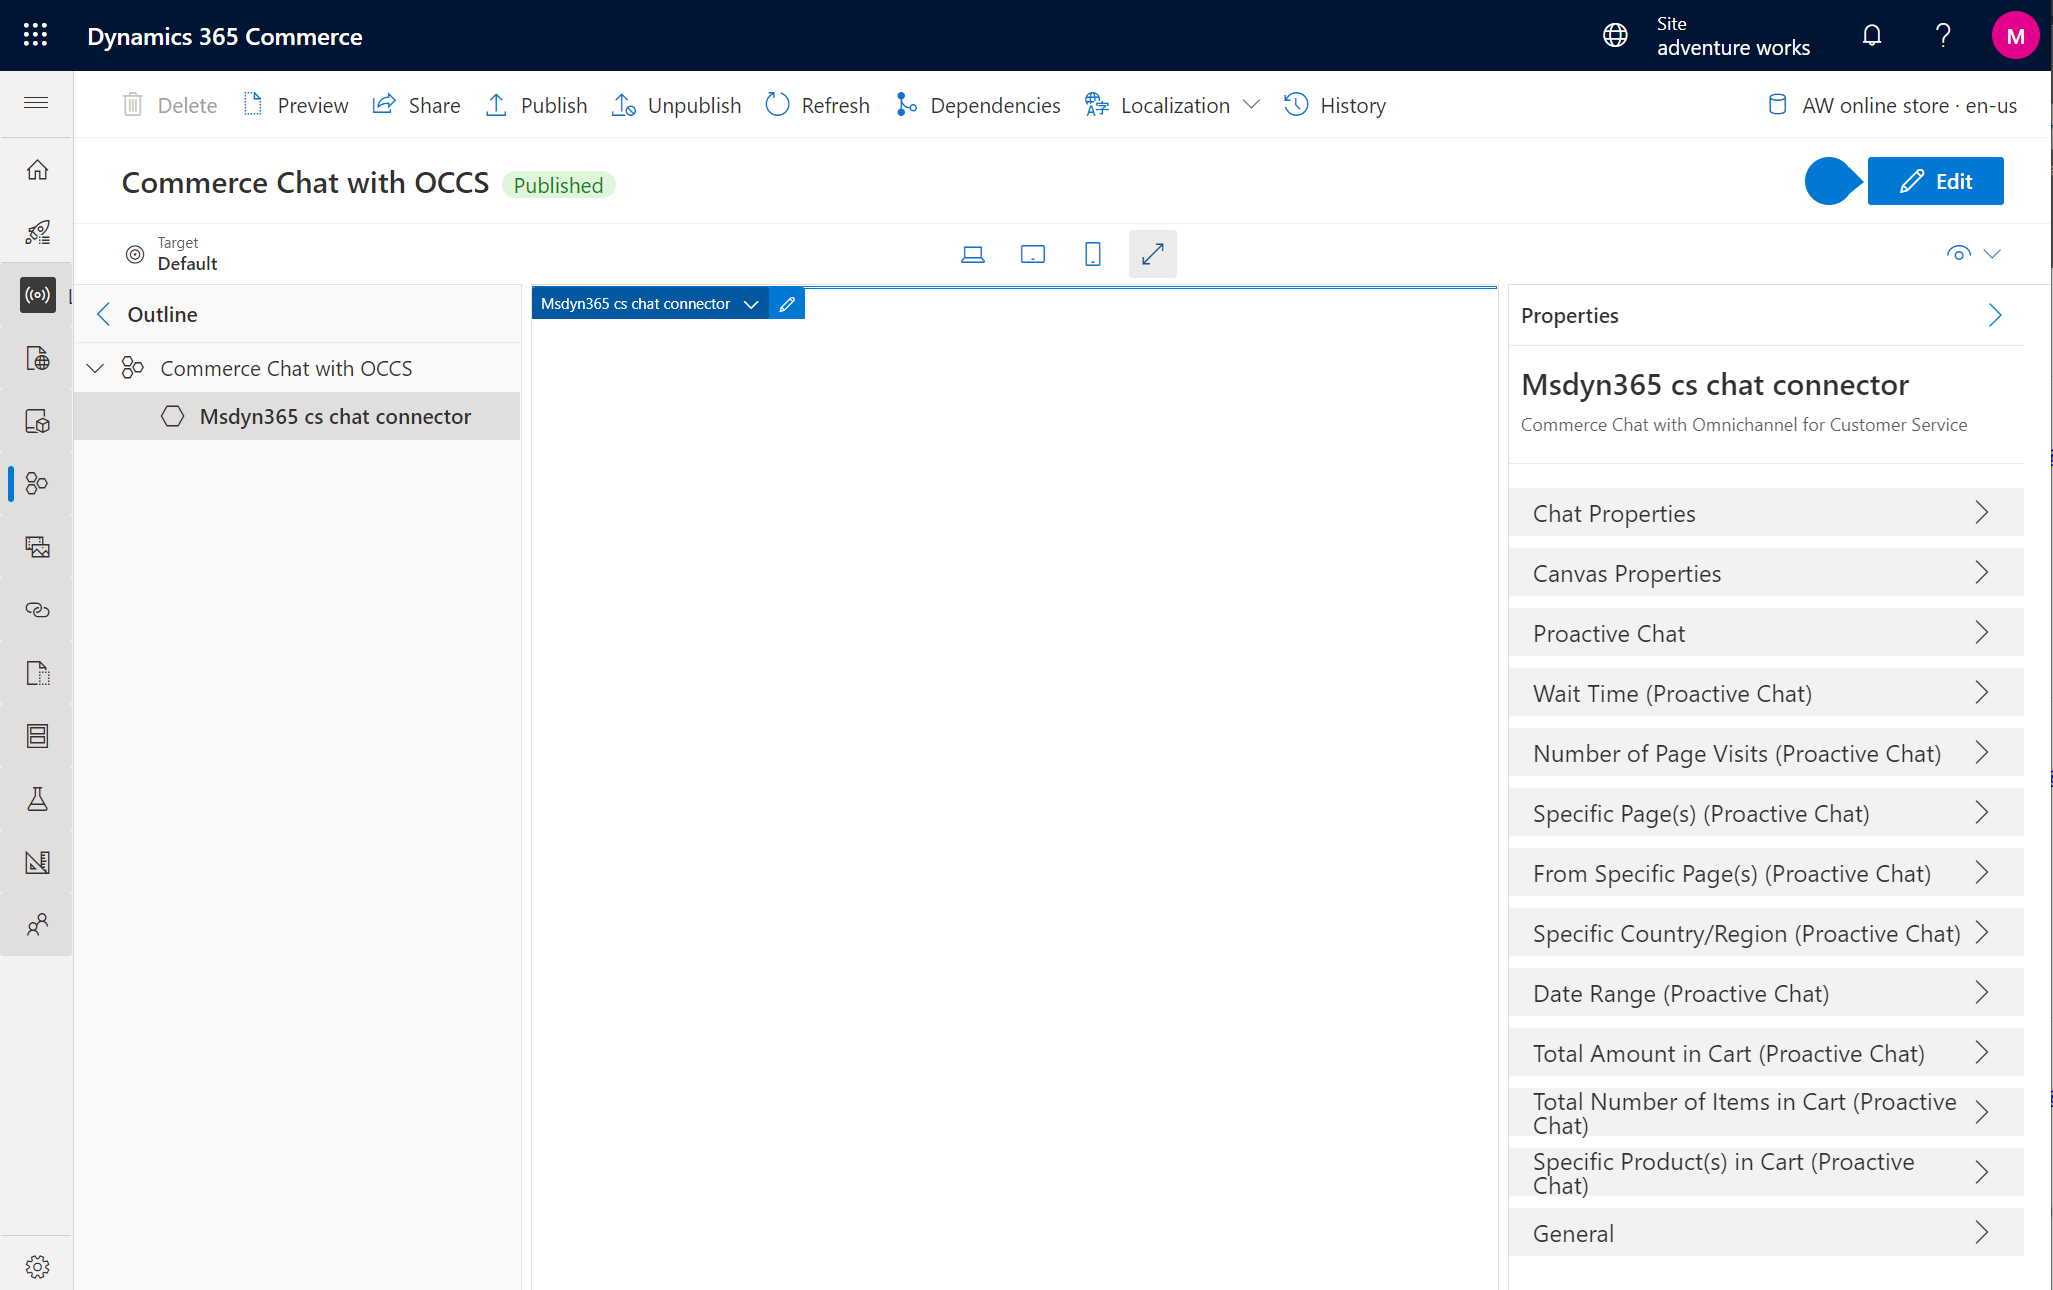 Dynamics 365 Commerce
Site
adventure works
M
Delete
Preview
Share
Publish
Unpublish
Refresh
Dependencies
Localization
History
AW online store · en-us
Commerce Chat with OCCS
Published
Edit
Target
Default
Outline
Commerce Chat with OCCS
Msdyn365 cs chat connector
Msdyn365 cs chat connector
Properties
Msdyn365 cs chat connector
Commerce Chat with Omnichannel for Customer Service
Chat Properties
Canvas Properties
Proactive Chat
Wait Time (Proactive Chat)
Number of Page Visits (Proactive Chat)
Specific Page(s) (Proactive Chat)
From Specific Page(s) (Proactive Chat)
Specific Country/Region (Proactive Chat)
Date Range (Proactive Chat)
Total Amount in Cart (Proactive Chat)
Total Number of Items in Cart (Proactive
Chat)
Specific Product(s) in Cart (Proactive
Chat)
General